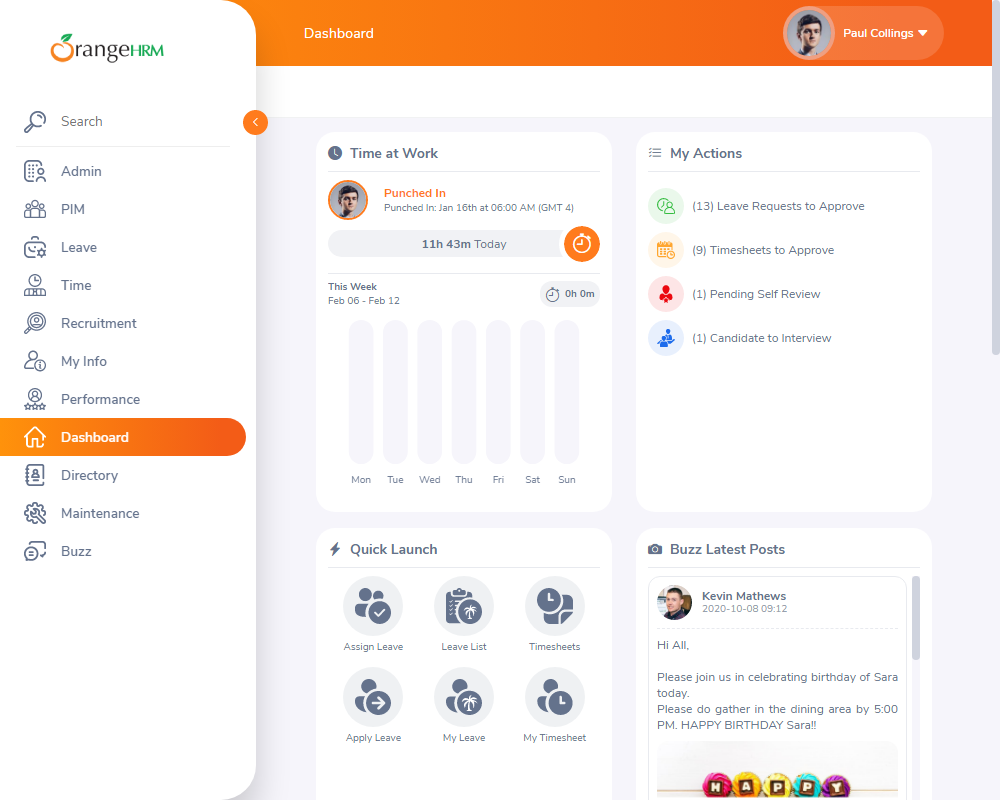 OrangeHRM
Search
Admin
PIM
Leave
Time
Recruitment
My Info
Performance
Dashboard
Directory
Maintenance
Buzz
Dashboard
Paul Collings
Time at Work
Punched In
Punched In: Jan 16th at 06:00 AM (GMT 4)
11h 43m Today
This Week
Feb 06 - Feb 12
0h 0m
Mon Tue Wed Thu Fri Sat Sun
My Actions
(13) Leave Requests to Approve
(9) Timesheets to Approve
(1) Pending Self Review
(1) Candidate to Interview
Quick Launch
Assign Leave Leave List Timesheets
Apply Leave My Leave My Timesheet
Buzz Latest Posts
Kevin Mathews
2020-10-08 09:12
Hi All,
Please join us in celebrating birthday of Sara
today.
Please do gather in the dining area by 5:00
PM. HAPPY BIRTHDAY Sara!!
HAPPY